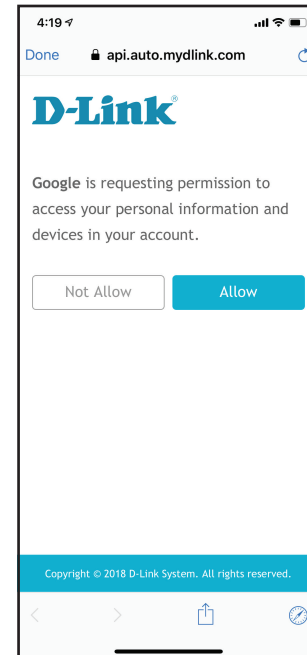 4:19
Done api.auto.mydlink.com
D-Link®
Google is requesting permission to
access your personal information and
devices in your account.
Not Allow Allow
Copyright © 2018 D-Link System. All rights reserved.